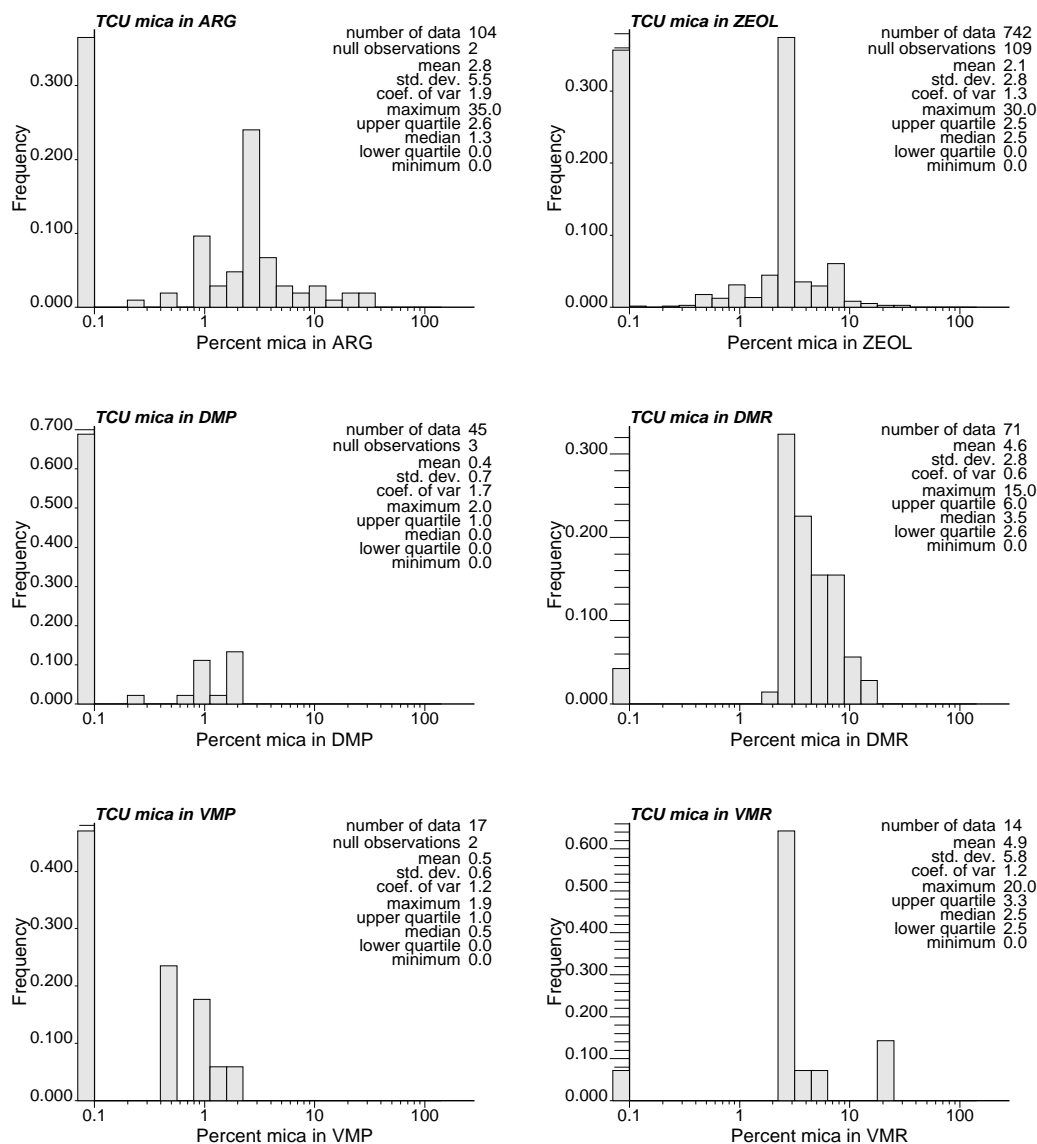 TCU mica in ARG
number of data 104
null observations 2
mean 2.8
std. dev. 5.5
coef. of var 1.9
maximum 35.0
upper quartile 2.6
median 1.3
lower quartile 0.0
minimum 0.0
Frequency
0.300
0.200
0.100
0.000
0.1 1 10 100
Percent mica in ARG
TCU mica in ZEOL
number of data 742
null observations 109
mean 2.1
std. dev. 2.8
coef. of var 1.3
maximum 30.0
upper quartile 2.5
median 2.5
lower quartile 0.0
minimum 0.0
Frequency
0.300
0.200
0.100
0.000
0.1 1 10 100
Percent mica in ZEOL
TCU mica in DMP
number of data 45
null observations 3
mean 0.4
std. dev. 0.7
coef. of var 1.7
maximum 2.0
upper quartile 1.0
median 0.0
lower quartile 0.0
minimum 0.0
Frequency
0.700
0.600
0.500
0.400
0.300
0.200
0.100
0.000
0.1 1 10 100
Percent mica in DMP
TCU mica in DMR
number of data 71
mean 4.6
std. dev. 2.8
coef. of var 0.6
maximum 15.0
upper quartile 6.0
median 3.5
lower quartile 2.6
minimum 0.0
Frequency
0.300
0.200
0.100
0.000
0.1 1 10 100
Percent mica in DMR
TCU mica in VMP
number of data 17
null observations 2
mean 0.5
std. dev. 0.6
coef. of var 1.2
maximum 1.9
upper quartile 1.0
median 0.5
lower quartile 0.0
minimum 0.0
Frequency
0.400
0.300
0.200
0.100
0.000
0.1 1 10 100
Percent mica in VMP
TCU mica in VMR
number of data 14
mean 4.9
std. dev. 5.8
coef. of var 1.2
maximum 20.0
upper quartile 3.3
median 2.5
lower quartile 2.5
minimum 0.0
Frequency
0.600
0.500
0.400
0.300
0.200
0.100
0.000
0.1 1 10 100
Percent mica in VMR